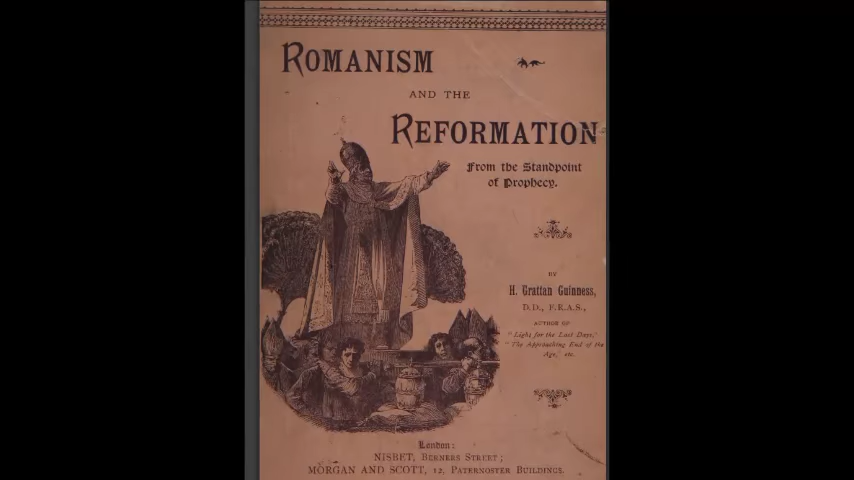 ROMANISM
AND THE
REFORMATION
From the Standpoint
of Prophecy.
BY
H. Grattan Guinness,
D.D., F.R.A.S.,
AUTHOR OF
"Light for the Last Days,"
"The Approaching End of the
Age," etc.
London:
NISBET, BERNERS STREET;
MORGAN AND SCOTT, 12, PATERNOSTER BUILDINGS.